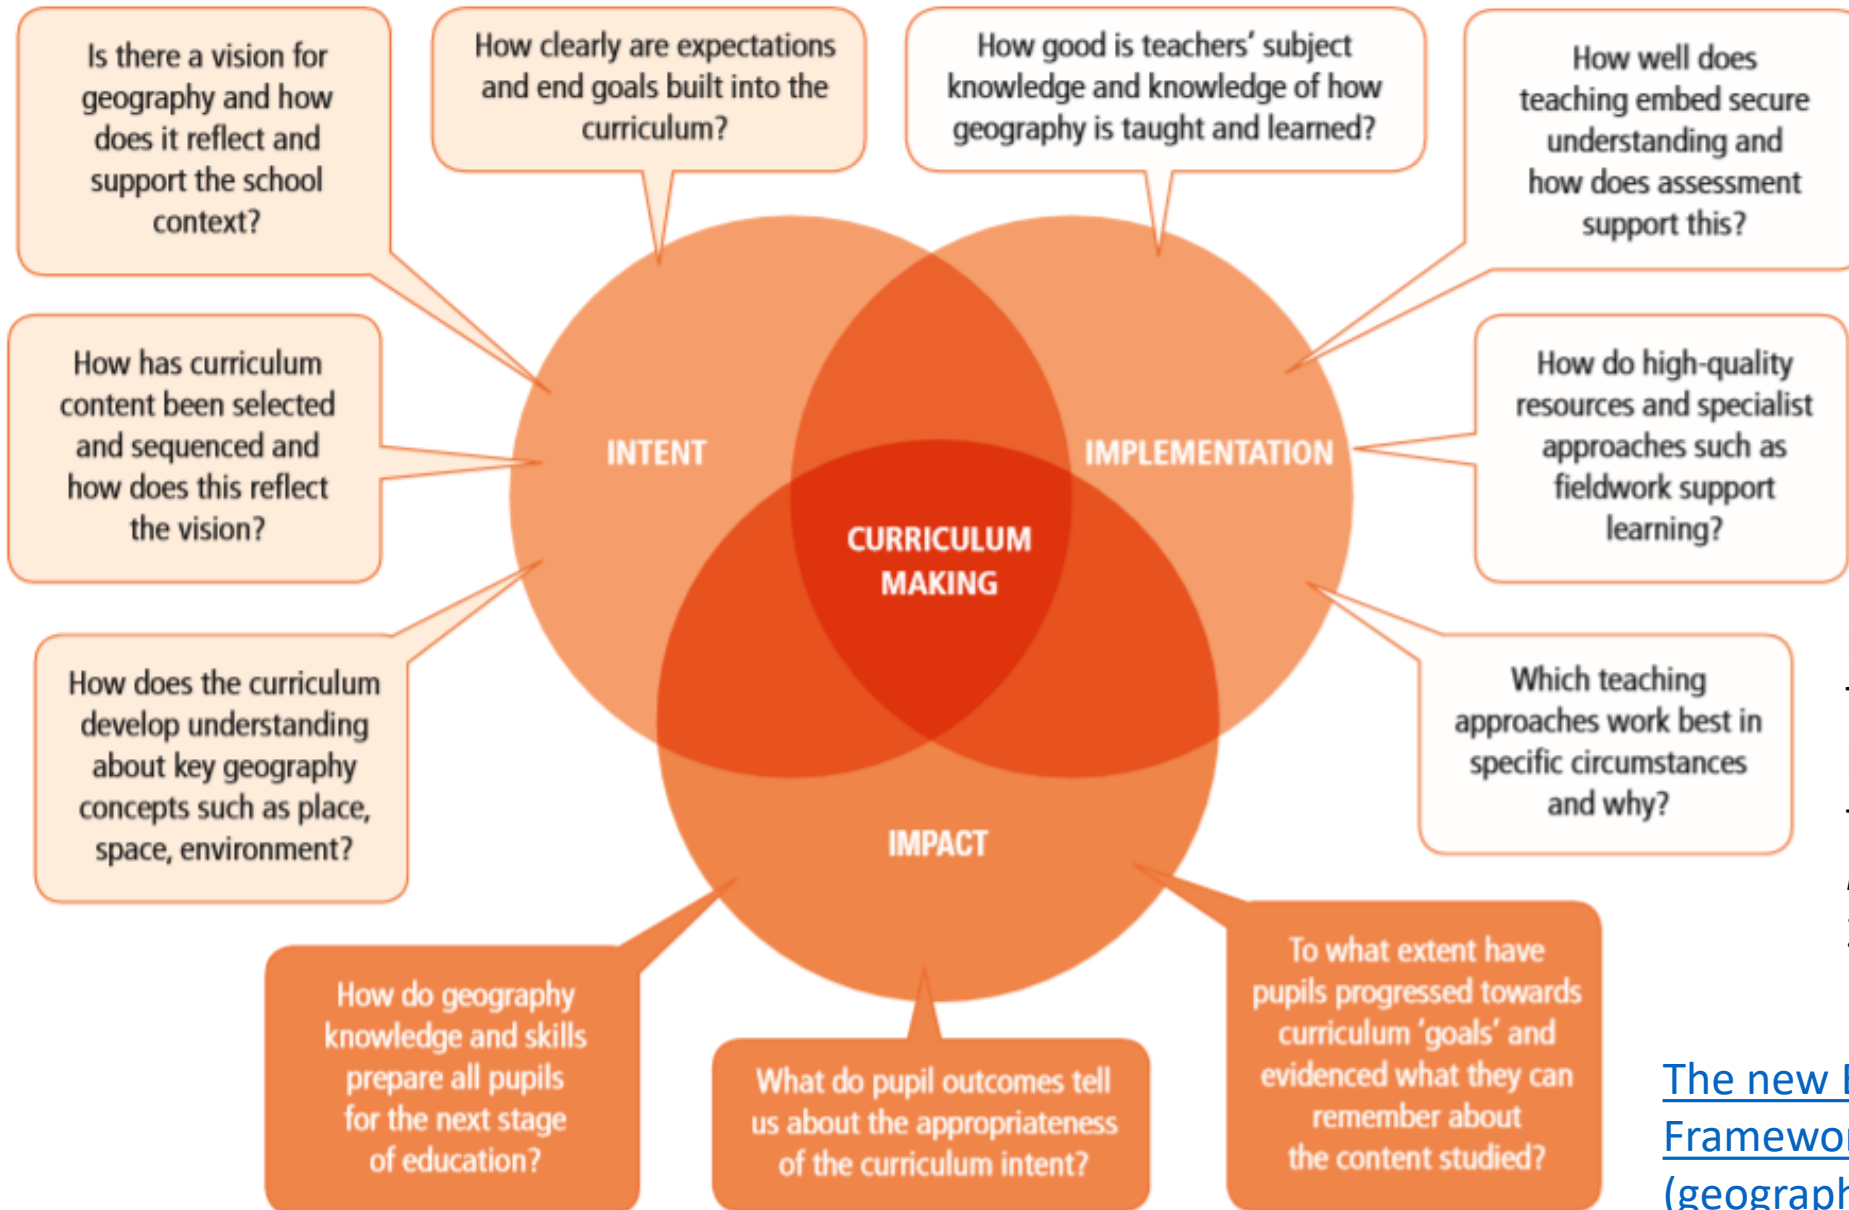 Is there a vision for
geography and how
does it reflect and
support the school
context?
How clearly are expectations
and end goals built into the
curriculum?
How good is teachers' subject
knowledge and knowledge of how
geography is taught and learned?
How well does
teaching embed secure
understanding and
how does assessment
support this?
How has curriculum
content been selected
and sequenced and
how does this reflect
the vision?
INTENT
IMPLEMENTATION
How do high-quality
resources and specialist
approaches such as
fieldwork support
learning?
CURRICULUM
MAKING
How does the curriculum
develop understanding
about key geography
concepts such as place,
space, environment?
Which teaching
approaches work best in
specific circumstances
and why?
IMPACT
How do geography
knowledge and skills
prepare all pupils
for the next stage
of education?
What do pupil outcomes tell
us about the appropriateness
of the curriculum intent?
To what extent have
pupils progressed towards
curriculum 'goals' and
evidenced what they can
remember about
the content studied?
The new